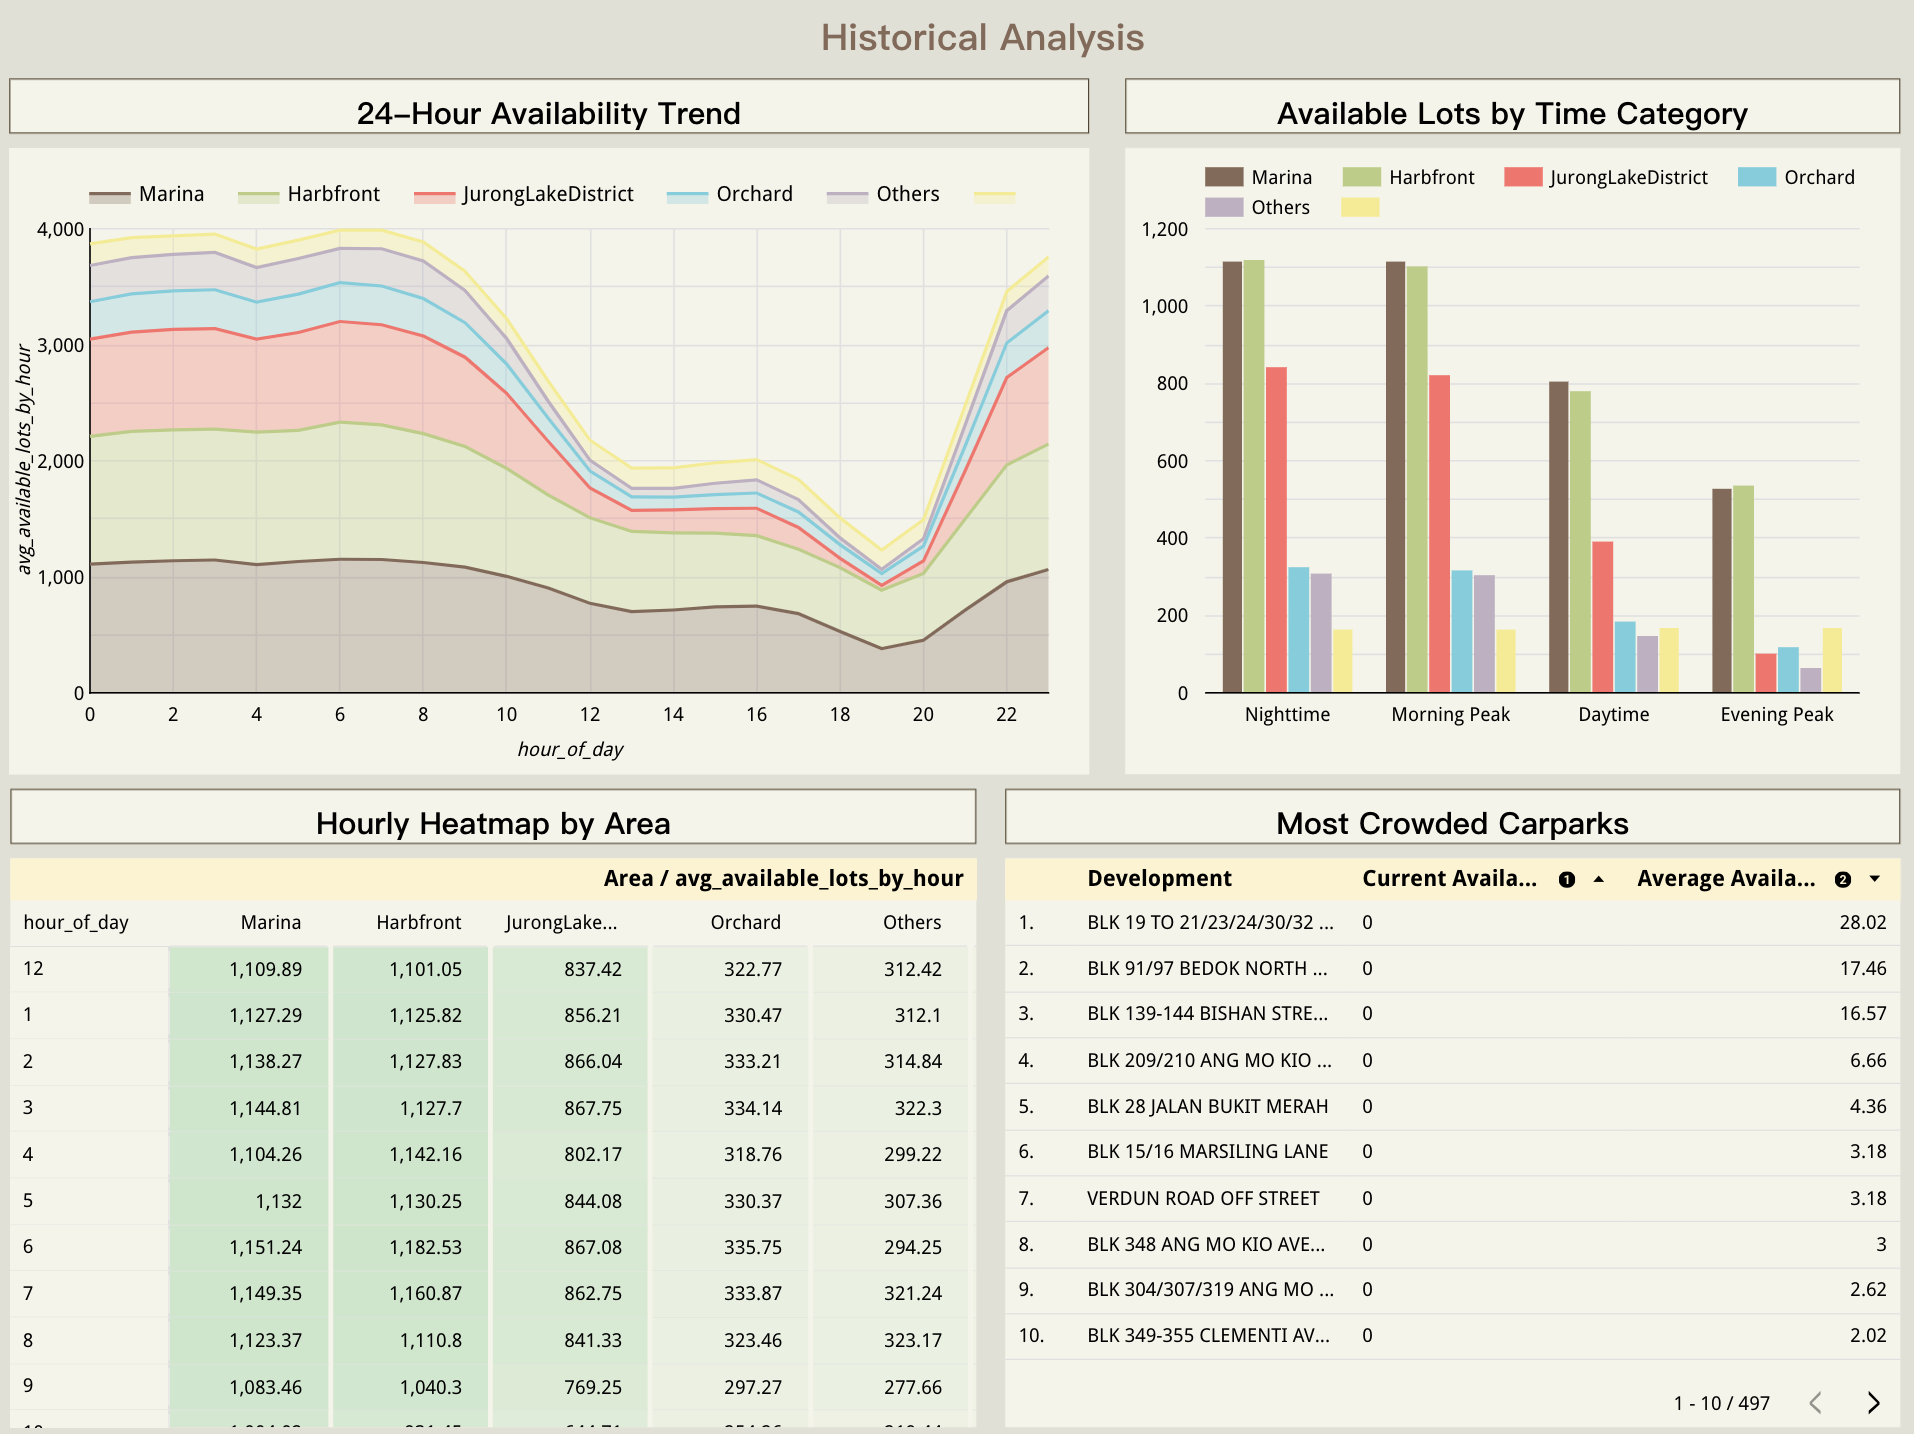 Historical Analysis
24-Hour Availability Trend
Marina Harbfront JurongLakeDistrict Orchard Others
avg_available_lots_by_hour
4,000
3,000
2,000
1,000
0
0 2 4 6 8 10 12 14 16 18 20 22
hour_of_day
Available Lots by Time Category
Marina Harbfront JurongLakeDistrict Orchard
Others
1,200
1,000
800
600
400
200
0
Nighttime Morning Peak Daytime Evening Peak
Hourly Heatmap by Area
Area / avg_available_lots_by_hour
hour_of_day Marina Harbfront JurongLake... Orchard Others
12 1,109.89 1,101.05 837.42 322.77 312.42
1 1,127.29 1,125.82 856.21 330.47 312.1
2 1,138.27 1,127.83 866.04 333.21 314.84
3 1,144.81 1,127.7 867.75 334.14 322.3
4 1,104.26 1,142.16 802.17 318.76 299.22
5 1,132 1,130.25 844.08 330.37 307.36
6 1,151.24 1,182.53 867.08 335.75 294.25
7 1,149.35 1,160.87 862.75 333.87 321.24
8 1,123.37 1,110.8 841.33 323.46 323.17
9 1,083.46 1,040.3 769.25 297.27 277.66
Most Crowded Carparks
Development Current Availa... 1 Average Availa... 2
1. BLK 19 TO 21/23/24/30/32 ... 0 28.02
2. BLK 91/97 BEDOK NORTH ... 0 17.46
3. BLK 139-144 BISHAN STRE... 0 16.57
4. BLK 209/210 ANG MO KIO ... 0 6.66
5. BLK 28 JALAN BUKIT MERAH 0 4.36
6. BLK 15/16 MARSILING LANE 0 3.18
7. VERDUN ROAD OFF STREET 0 3.18
8. BLK 348 ANG MO KIO AVE... 0 3
9. BLK 304/307/319 ANG MO ... 0 2.62
10. BLK 349-355 CLEMENTI AV... 0 2.02
1 - 10 / 497